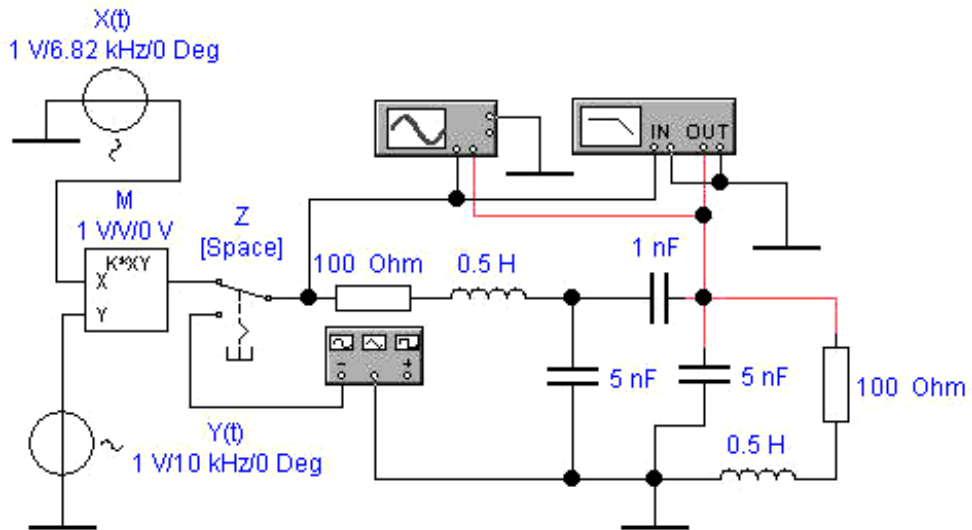 X(t)
1 V/6.82 kHz/0 Deg
M
1 V/V/0 V
K*XY
X
Y
Z
[Space]
IN OUT
100 Ohm
0.5 H
1 nF
5 nF
5 nF
100 Ohm
0.5 H
- +
Y(t)
1 V/10 kHz/0 Deg